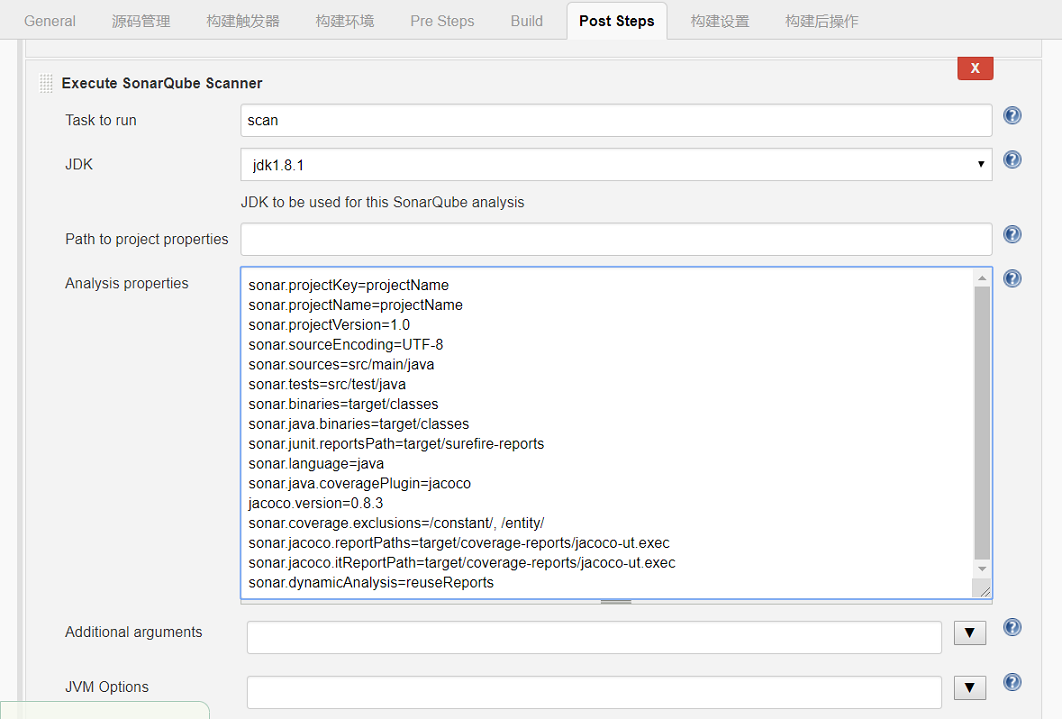 General 源码管理 构建触发器 构建环境 Pre Steps Build Post Steps 构建设置 构建后操作
X
Execute SonarQube Scanner
Task to run scan
JDK jdk1.8.1
JDK to be used for this SonarQube analysis
Path to project properties
Analysis properties
sonar.projectKey=projectName
sonar.projectName=projectName
sonar.projectVersion=1.0
sonar.sourceEncoding=UTF-8
sonar.sources=src/main/java
sonar.tests=src/test/java
sonar.binaries=target/classes
sonar.java.binaries=target/classes
sonar.junit.reportsPath=target/surefire-reports
sonar.language=java
sonar.java.coveragePlugin=jacoco
jacoco.version=0.8.3
sonar.coverage.exclusions=/constant/, /entity/
sonar.jacoco.reportPaths=target/coverage-reports/jacoco-ut.exec
sonar.jacoco.itReportPath=target/coverage-reports/jacoco-ut.exec
sonar.dynamicAnalysis=reuseReports
Additional arguments
JVM Options